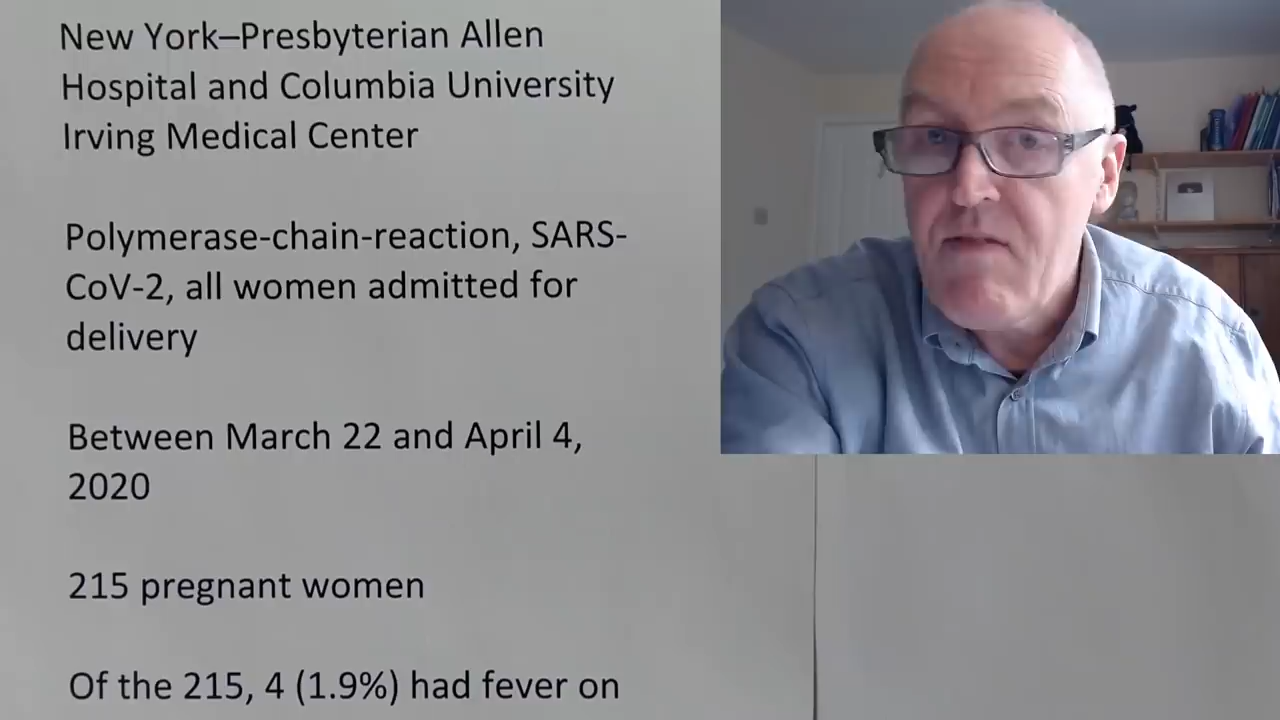 New York–Presbyterian Allen
Hospital and Columbia University
Irving Medical Center
Polymerase-chain-reaction, SARS-
CoV-2, all women admitted for
delivery
Between March 22 and April 4,
2020
215 pregnant women
Of the 215, 4 (1.9%) had fever on